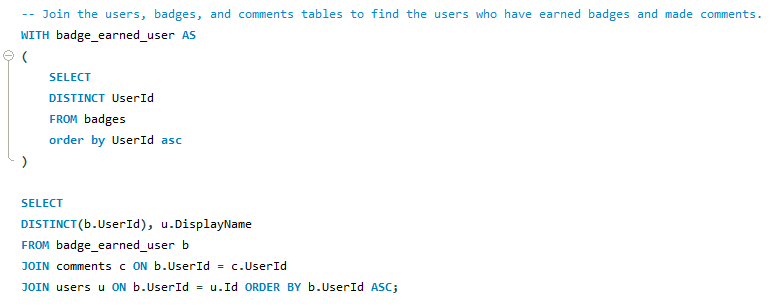 -- Join the users, badges, and comments tables to find the users who have earned badges and made comments.
WITH badge_earned_user AS
(
SELECT
DISTINCT UserId
FROM badges
order by UserId asc
)
SELECT
DISTINCT(b.UserId), u.DisplayName
FROM badge_earned_user b
JOIN comments c ON b.UserId = c.UserId
JOIN users u ON b.UserId = u.Id ORDER BY b.UserId ASC;